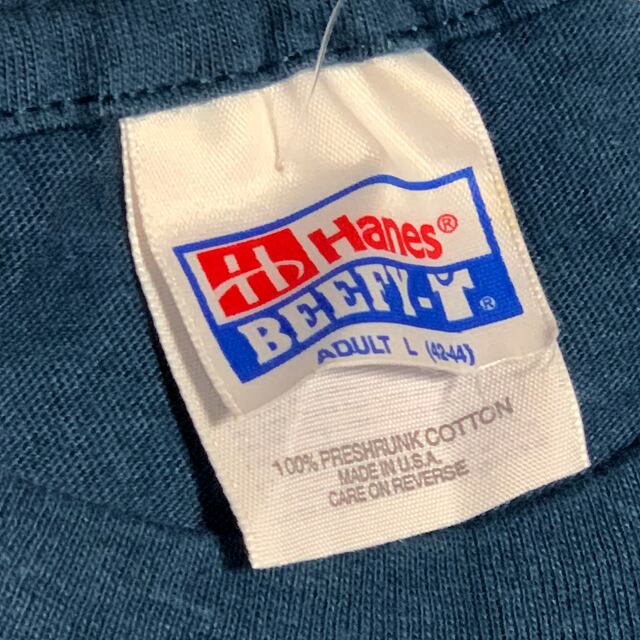 Hanes®
BEEFY-T®
ADULT L (42-44)
100% PRESHRUNK COTTON
MADE IN U.S.A.
CARE ON REVERSE